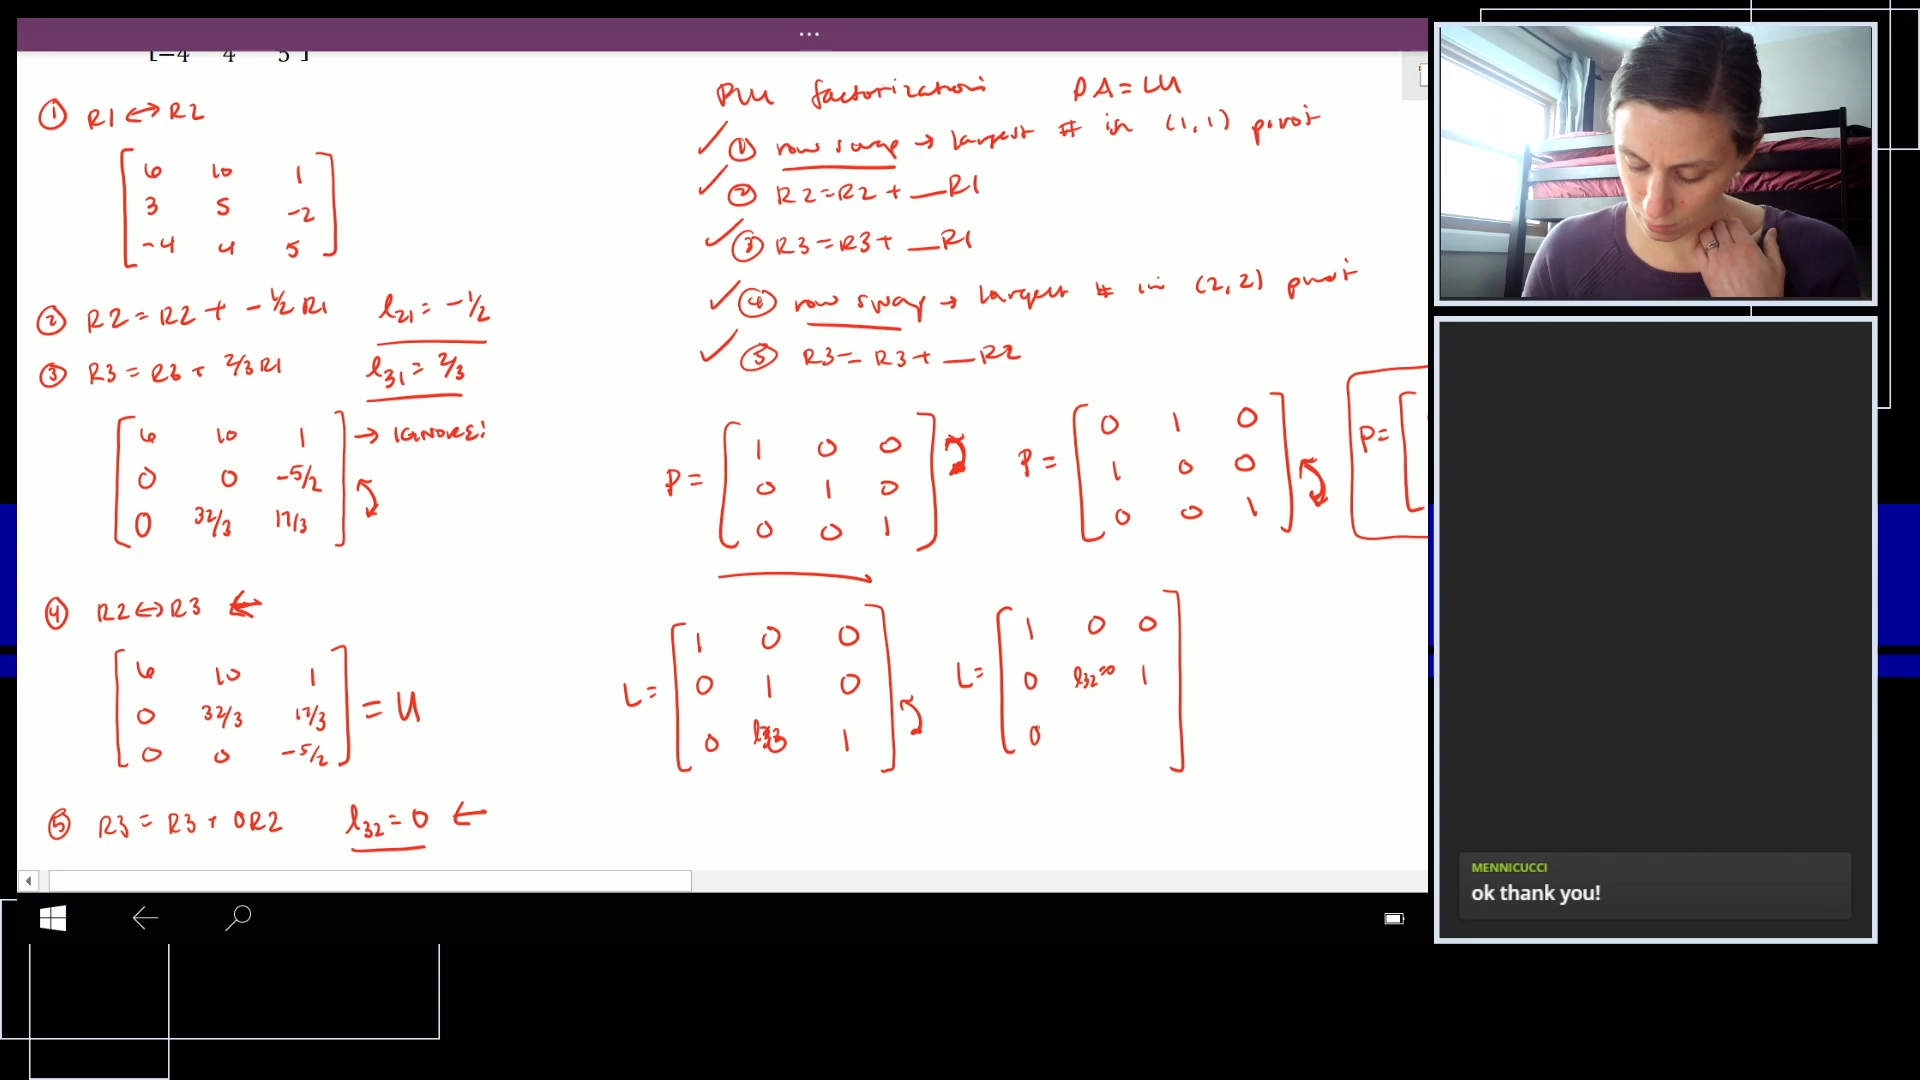 ...
[-4 4 5]
① R1 ↔ R2
6 10 1
3 5 -2
-4 4 5
② R2 = R2 + -1/2 R1 l21 = -1/2
③ R3 = R3 + 2/3 R1 l31 = 2/3
6 10 1 → IGNORE!
0 0 -5/2
0 32/3 17/3
④ R2 ↔ R3 ←
6 10 1
0 32/3 17/3 = U
0 0 -5/2
⑤ R3 = R3 + 0R2 l32 = 0 ←
PLU factorization: PA = LU
✓ ① row swap → largest # in (1,1) pivot
✓ ② R2 = R2 + __R1
✓ ③ R3 = R3 + __R1
✓ ④ row swap → largest # in (2,2) pivot
✓ ⑤ R3 = R3 + __R2
P =
1 0 0
0 1 0
0 0 1
P =
0 1 0
1 0 0
0 0 1
P =
L =
1 0 0
0 1 0
0 1
L =
1 0 0
0 l32=0 1
0
MENNICUCCI
ok thank you!